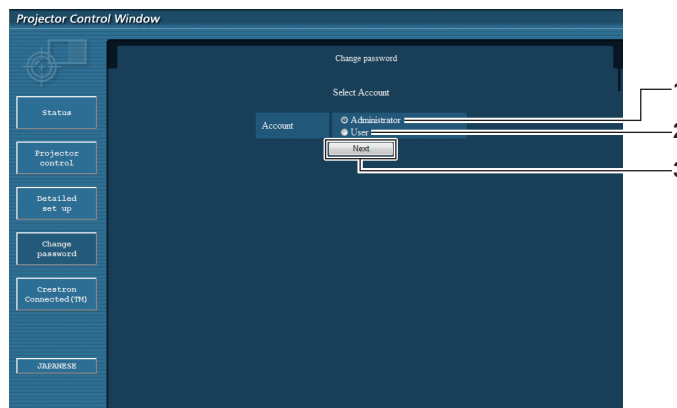 Projector Control Window
Change password
Select Account
Status
Account
Administrator
User
Next
Projector
control
Detailed
set up
Change
password
Crestron
Connected(TM)
JAPANESE
1
2
3